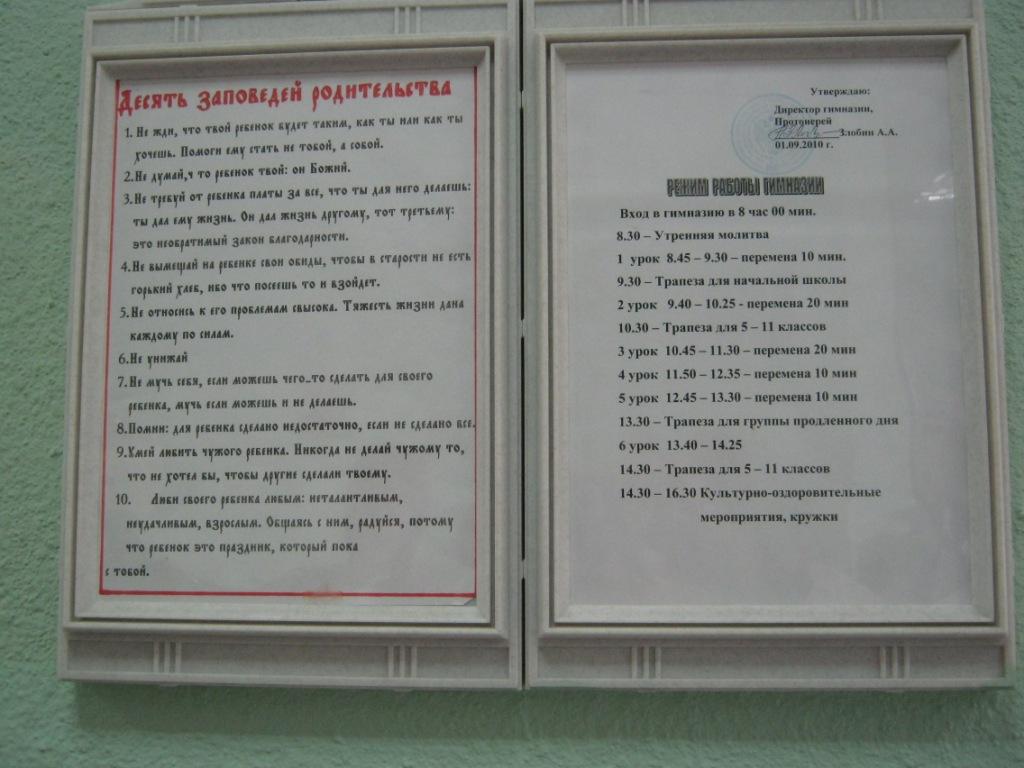 Десять заповедей родительства
1. Не жди, что твой ребенок будет таким, как ты или как ты
хочешь. Помоги ему стать не тобой, а собой.
2.Не думай,ч то ребенок твой: он Божий.
3.Не требуй от ребенка платы за все, что ты для него делаешь:
ты дал ему жизнь. Он дал жизнь другому, тот третьему:
это необратимый закон благодарности.
4.Не вымещай на ребенке свои обиды, чтобы в старости не есть
горький хлеб, ибо что посеешь то и взойдет.
5.Не относись к его проблемам свысока. Тяжесть жизни дана
каждому по силам.
6.Не унижай
7.Не мучь себя, если можешь чего-то сделать для своего
ребенка, мучь если можешь и не делаешь.
8.Помни: для ребенка сделано недостаточно, если не сделано все.
9.Умей любить чужого ребенка. Никогда не делай чужому то,
что не хотел бы, чтобы другие сделали твоему.
10. Люби своего ребенка любым: неталантливым,
неудачливым, взрослым. Общаясь с ним, радуйся, потому
что ребенок это праздник, который пока
с тобой.
Утверждаю:
Директор гимназии,
Протоиерей
Злобин А.А.
01.09.2010 г.
РЕЖИМ РАБОТЫ ГИМНАЗИИ
Вход в гимназию в 8 час 00 мин.
8.30 – Утренняя молитва
1 урок 8.45 – 9.30 – перемена 10 мин.
9.30 – Трапеза для начальной школы
2 урок 9.40 – 10.25 - перемена 20 мин
10.30 – Трапеза для 5 – 11 классов
3 урок 10.45 – 11.30 – перемена 20 мин
4 урок 11.50 – 12.35 – перемена 10 мин
5 урок 12.45 – 13.30 – перемена 10 мин
13.30 – Трапеза для группы продленного дня
6 урок 13.40 – 14.25
14.30 – Трапеза для 5 – 11 классов
14.30 – 16.30 Культурно-оздоровительные
мероприятия, кружки